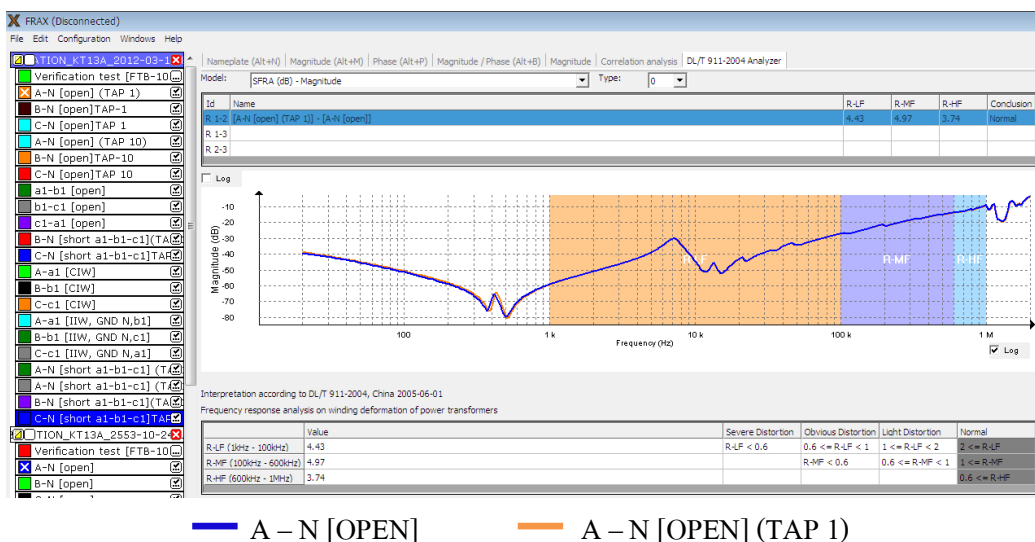 FRAX (Disconnected)
File Edit Configuration Windows Help
ATION_KT13A_2012-03-1
Verification test [FTB-10
A-N [open] (TAP 1)
B-N [open]TAP-1
C-N [open]TAP 1
A-N [open] (TAP 10)
B-N [open]TAP-10
C-N [open]TAP 10
a1-b1 [open]
b1-c1 [open]
c1-a1 [open]
B-N [short a1-b1-c1](TA
C-N [short a1-b1-c1]TAP
A-a1 [CIW]
B-b1 [CIW]
C-c1 [CIW]
A-a1 [IIW, GND N,b1]
B-b1 [IIW, GND N,c1]
C-c1 [IIW, GND N,a1]
A-N [short a1-b1-c1] (TA
A-N [short a1-b1-c1] (TA
B-N [short a1-b1-c1](TA
C-N [short a1-b1-c1]TAP
TION_KT13A_2553-10-2
Verification test [FTB-10
A-N [open]
B-N [open]
Nameplate (Alt+N) Magnitude (Alt+M) Phase (Alt+P) Magnitude / Phase (Alt+B) Magnitude Correlation analysis DL/T 911-2004 Analyzer
Model: SFRA (dB) - Magnitude Type: 0
Id Name R-LF R-MF R-HF Conclusion
R 1-2 [A-N [open] (TAP 1)] - [A-N [open]] 4.43 4.97 3.74 Normal
R 1-3
R 2-3
Log
Magnitude (dB)
-10
-20
-30
-40
-50
-60
-70
-80
R-LF R-MF R-HF
100 1 k 10 k 100 k 1 M
Frequency (Hz)
Log
Interpretation according to DL/T 911-2004, China 2005-06-01
Frequency response analysis on winding deformation of power transformers
Value Severe Distortion Obvious Distortion Light Distortion Normal
R-LF (1kHz - 100kHz) 4.43 R-LF < 0.6 0.6 <= R-LF < 1 1 <= R-LF < 2 2 <= R-LF
R-MF (100kHz - 600kHz) 4.97 R-MF < 0.6 0.6 <= R-MF < 1 1 <= R-MF
R-HF (600kHz - 1MHz) 3.74 0.6 <= R-HF
A – N [OPEN] A – N [OPEN] (TAP 1)